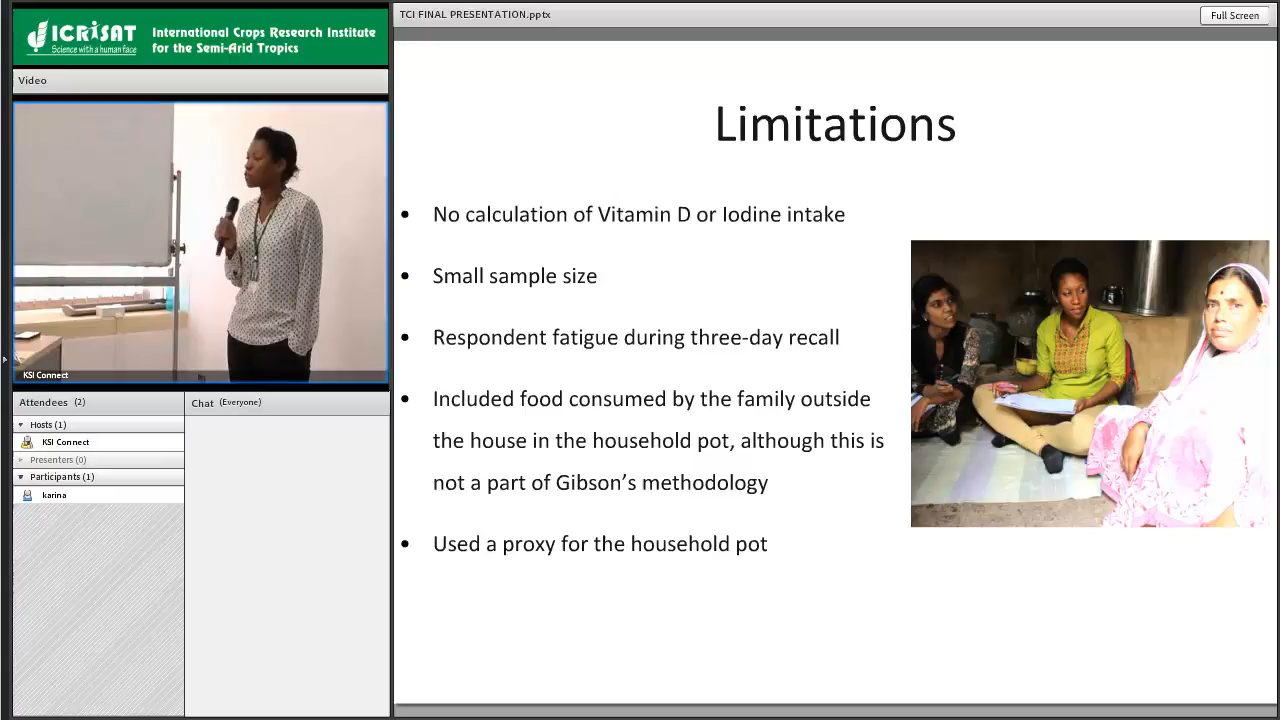 ICRISAT
Science with a human face
International Crops Research Institute
for the Semi-Arid Tropics
TCI FINAL PRESENTATION.pptx
Full Screen
Video
KSI Connect
Attendees (2)
Hosts (1)
KSI Connect
Presenters (0)
Participants (1)
karina
Chat (Everyone)
Limitations
• No calculation of Vitamin D or Iodine intake
• Small sample size
• Respondent fatigue during three-day recall
• Included food consumed by the family outside
the house in the household pot, although this is
not a part of Gibson’s methodology
• Used a proxy for the household pot